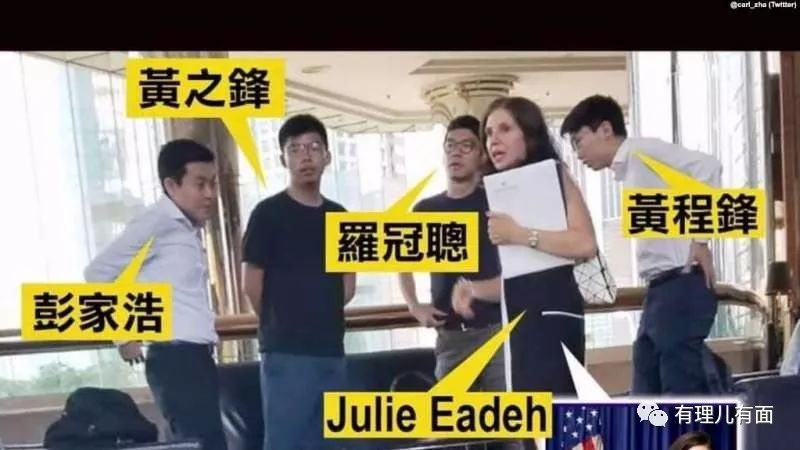 @carl_zha (Twitter)
黃之鋒
羅冠聰
黃程鋒
彭家浩
Julie Eadeh
有理儿有面